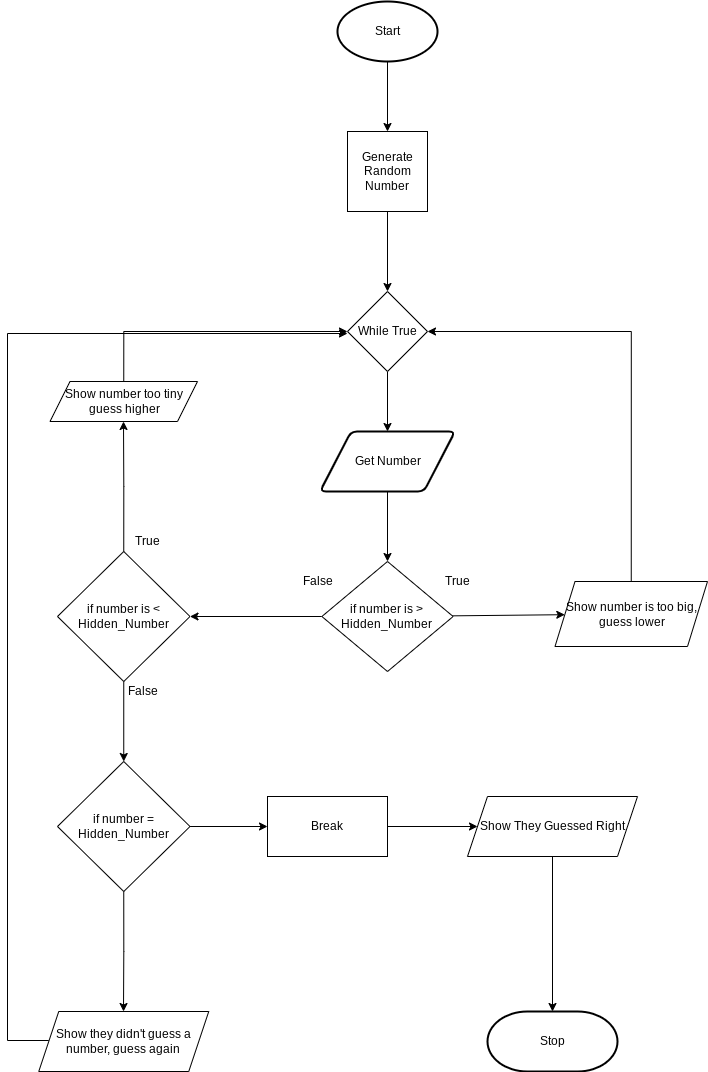 Start
Generate
Random
Number
While True
Show number too tiny
guess higher
Get Number
True
False
True
if number is <
Hidden_Number
if number is >
Hidden_Number
Show number is too big,
guess lower
False
if number =
Hidden_Number
Break
Show They Guessed Right
Show they didn't guess a
number, guess again
Stop